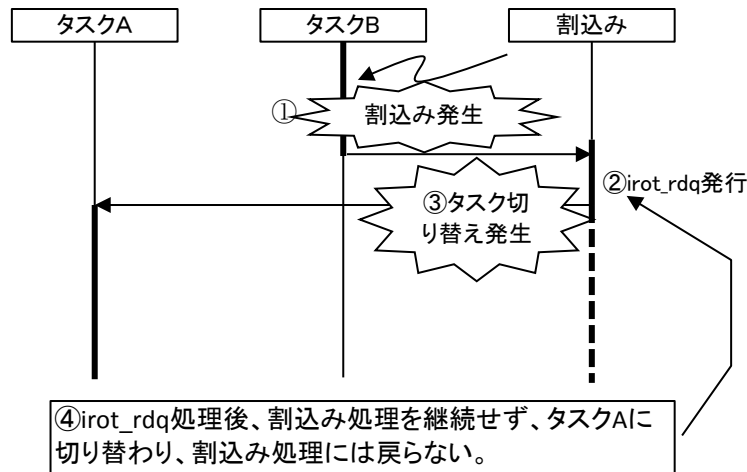 タスクA
タスクB
割込み
①
割込み発生
②irot_rdq発行
③タスク切
り替え発生
④irot_rdq処理後、割込み処理を継続せず、タスクAに
切り替わり、割込み処理には戻らない。